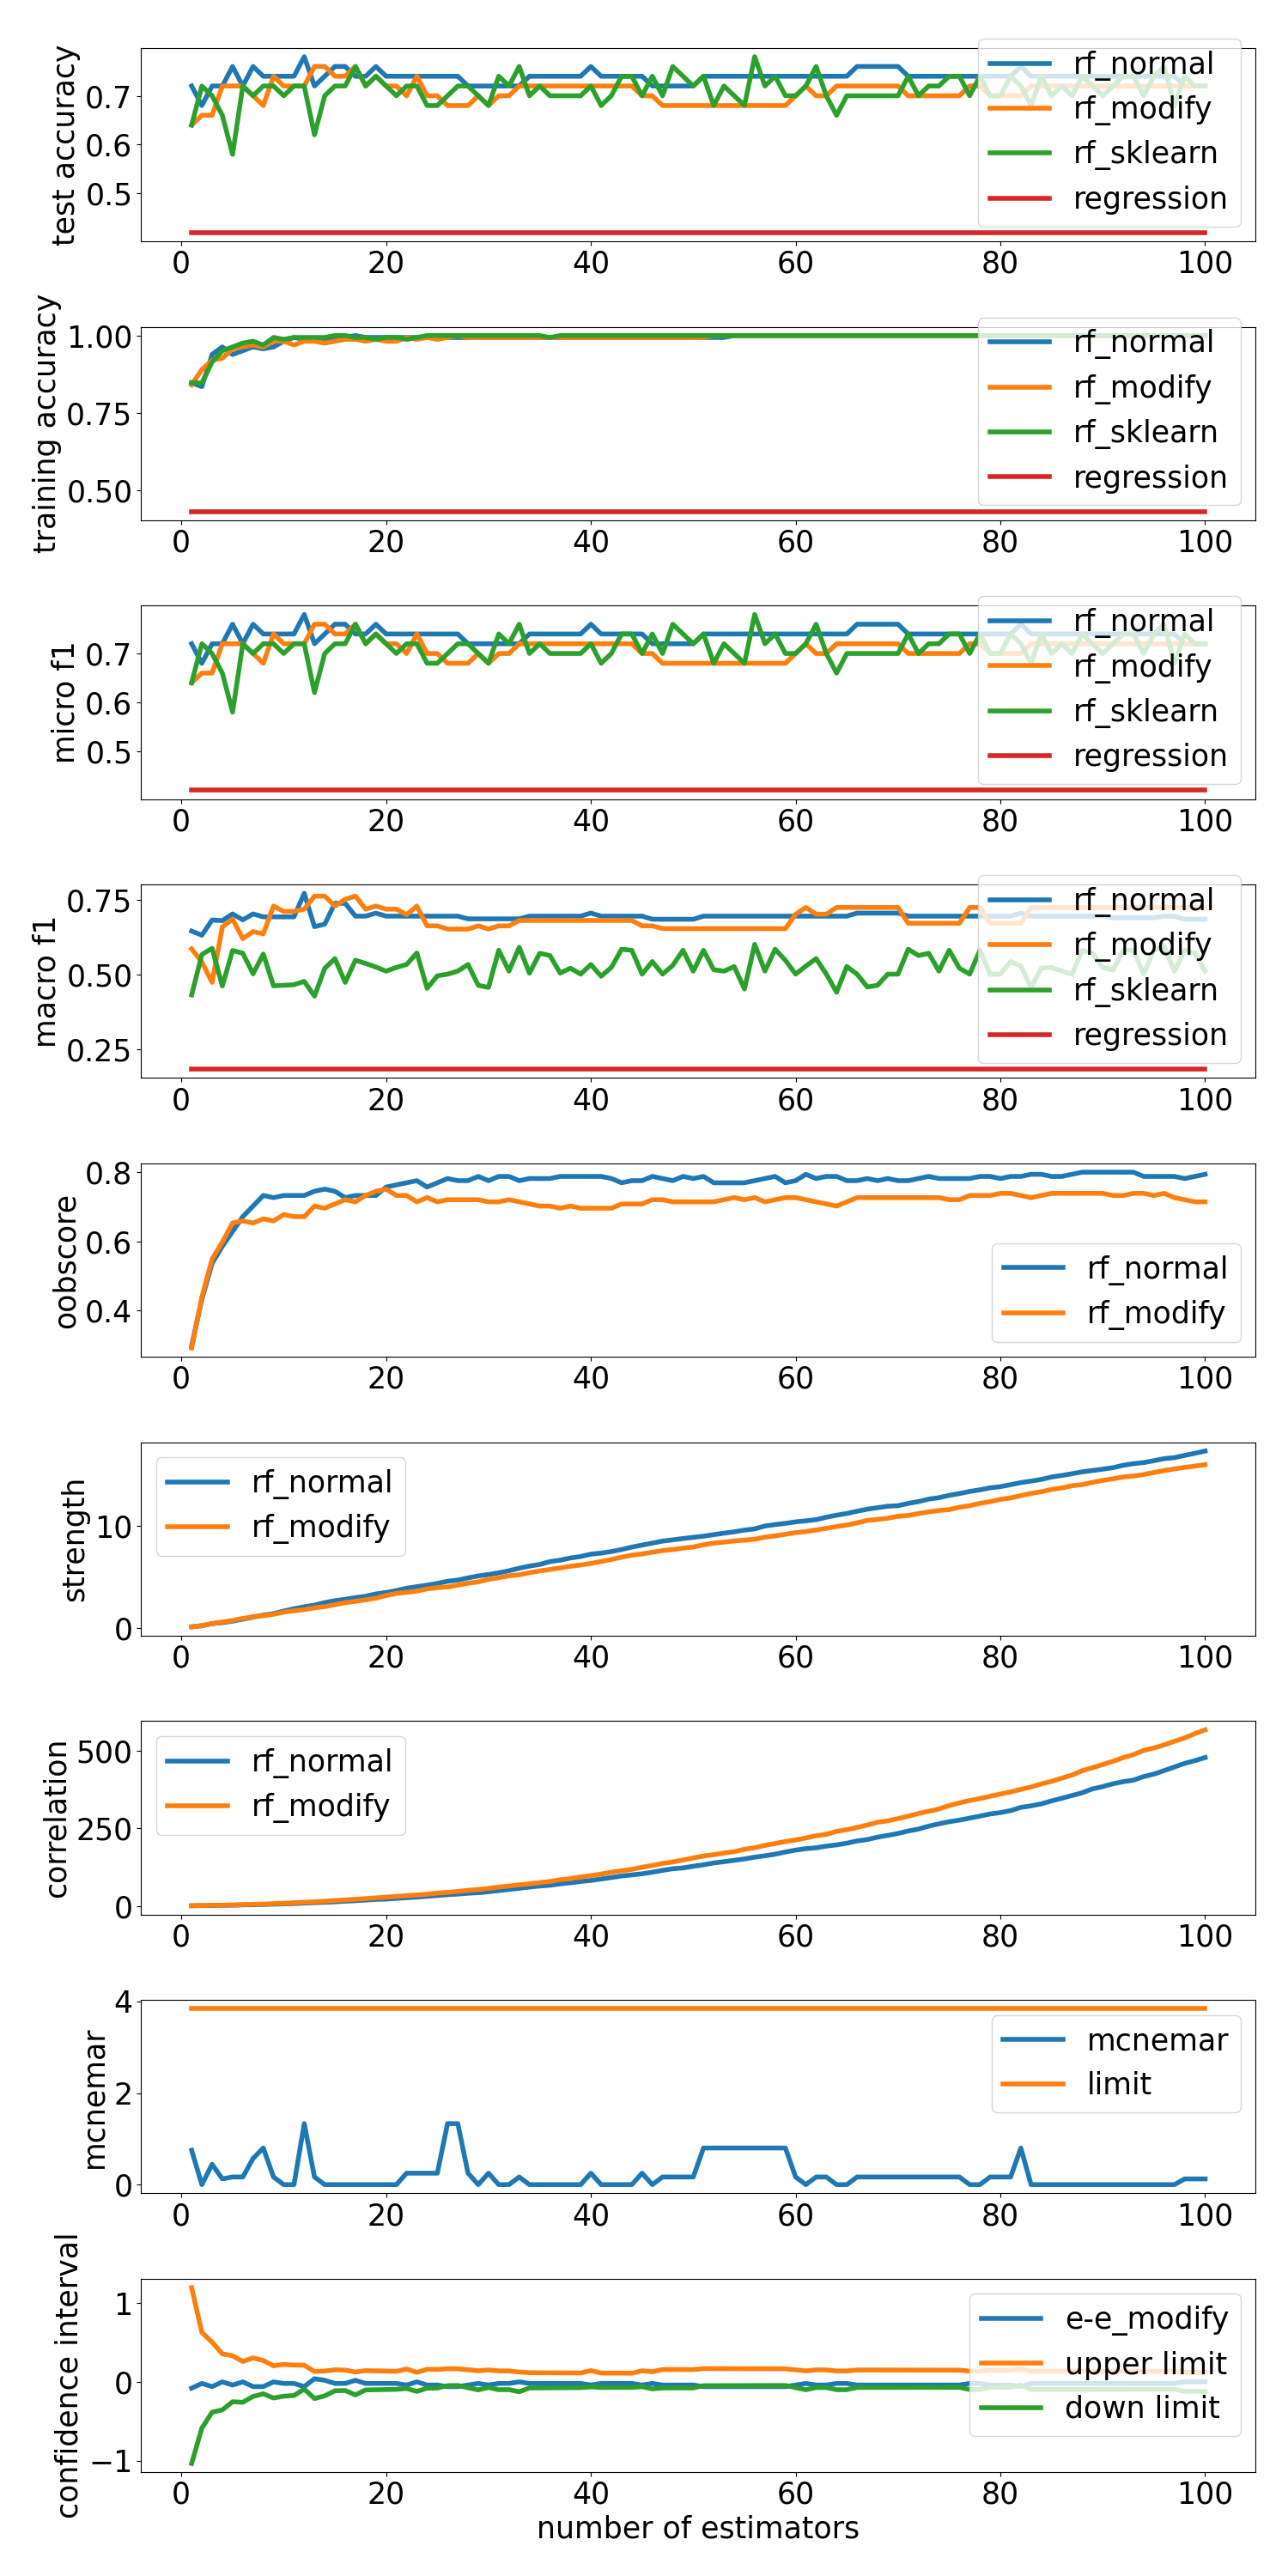 test accuracy
0.7
0.6
0.5
rf_normal
rf_modify
rf_sklearn
regression
0 20 40 60 80 100
training accuracy
1.00
0.75
0.50
rf_normal
rf_modify
rf_sklearn
regression
0 20 40 60 80 100
micro f1
0.7
0.6
0.5
rf_normal
rf_modify
rf_sklearn
regression
0 20 40 60 80 100
macro f1
0.75
0.50
0.25
rf_normal
rf_modify
rf_sklearn
regression
0 20 40 60 80 100
oobscore
0.8
0.6
0.4
rf_normal
rf_modify
0 20 40 60 80 100
strength
10
0
rf_normal
rf_modify
0 20 40 60 80 100
correlation
500
250
0
rf_normal
rf_modify
0 20 40 60 80 100
mcnemar
4
2
0
mcnemar
limit
0 20 40 60 80 100
confidence interval
1
0
−1
e-e_modify
upper limit
down limit
0 20 40 60 80 100
number of estimators